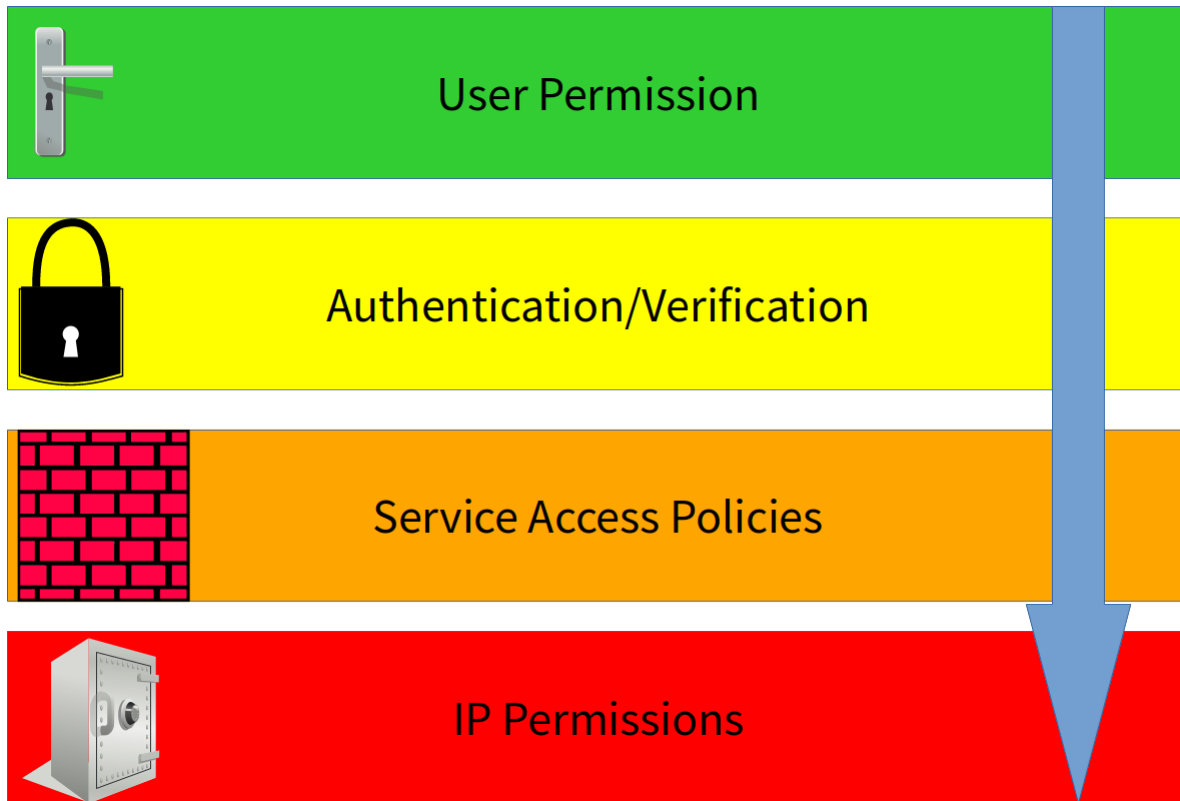 User Permission
Authentication/Verification
Service Access Policies
IP Permissions